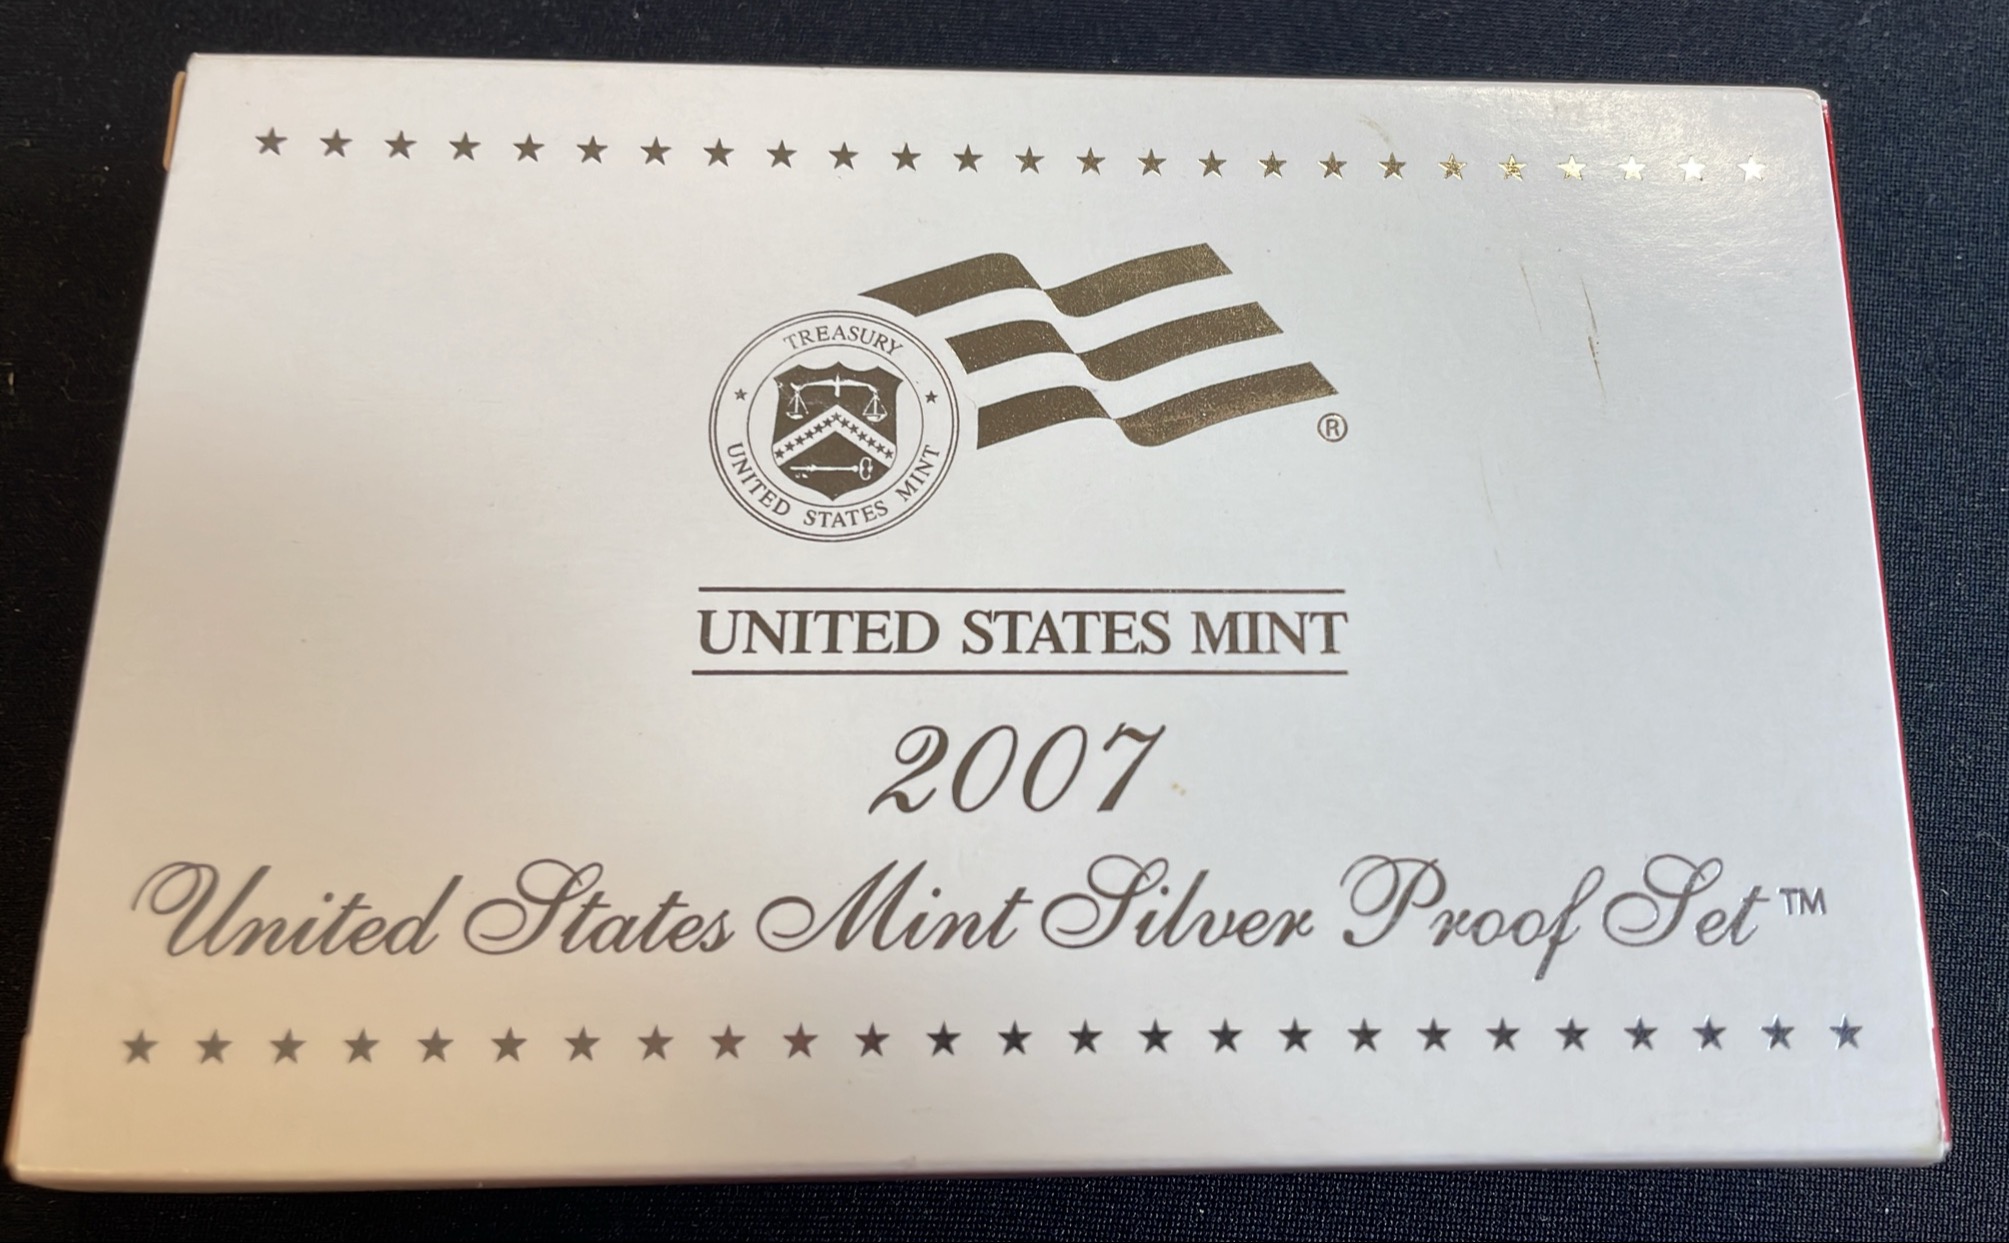 TREASURY
UNITED STATES MINT
®
UNITED STATES MINT
2007
United States Mint Silver Proof Set™